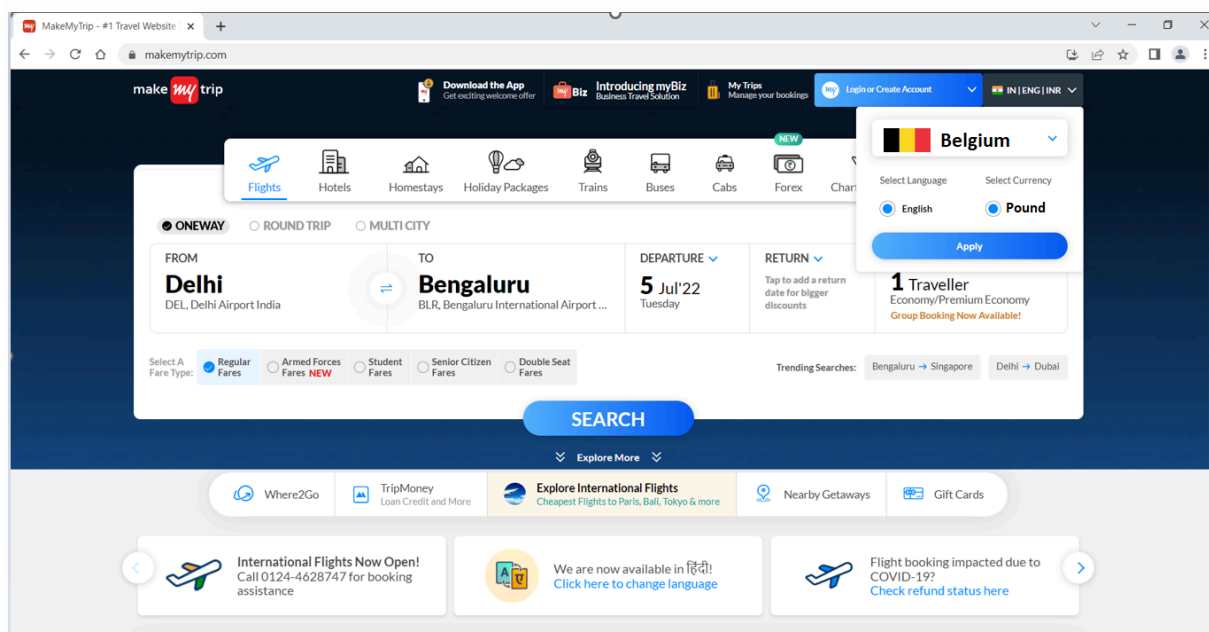 MakeMyTrip - #1 Travel Website
makemytrip.com
make my trip
Download the App
Get exciting welcome offer
my Biz
Introducing myBiz
Business Travel Solution
My Trips
Manage your bookings
my
Login or Create Account
IN | ENG | INR
Belgium
Select Language
Select Currency
English
Pound
Apply
NEW
Flights
Hotels
Homestays
Holiday Packages
Trains
Buses
Cabs
Forex
Chart
ONEWAY
ROUND TRIP
MULTI CITY
FROM
Delhi
DEL, Delhi Airport India
TO
Bengaluru
BLR, Bengaluru International Airport ...
DEPARTURE
5 Jul'22
Tuesday
RETURN
Tap to add a return
date for bigger
discounts
1 Traveller
Economy/Premium Economy
Group Booking Now Available!
Select A
Fare Type:
Regular
Fares
Armed Forces
Fares NEW
Student
Fares
Senior Citizen
Fares
Double Seat
Fares
Trending Searches:
Bengaluru → Singapore
Delhi → Dubai
SEARCH
Explore More
Where2Go
TripMoney
Loan Credit and More
Explore International Flights
Cheapest Flights to Paris, Bali, Tokyo & more
Nearby Getaways
Gift Cards
International Flights Now Open!
Call 0124-4628747 for booking
assistance
A
ए
We are now available in हिंदी!
Click here to change language
Flight booking impacted due to
COVID-19?
Check refund status here